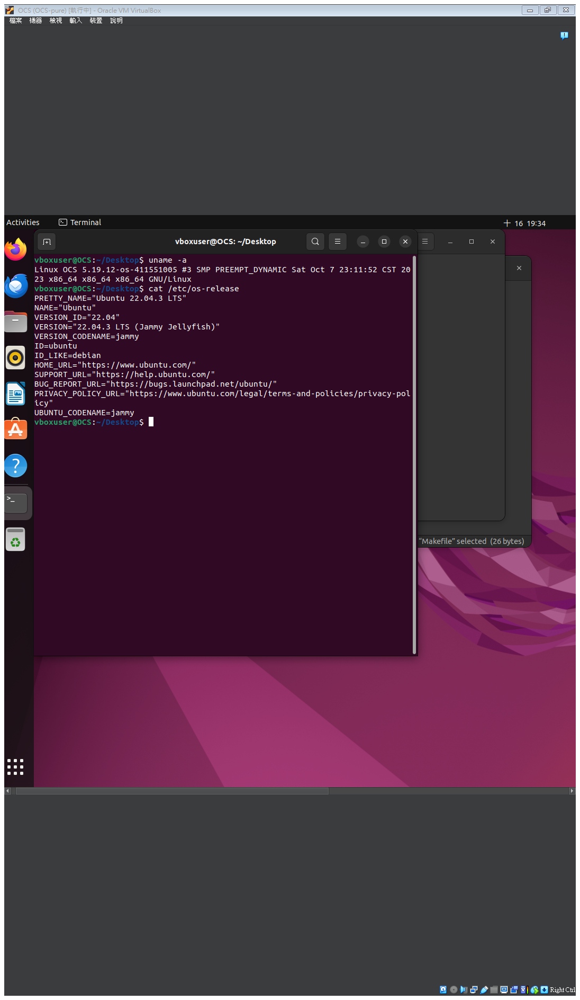 OCS (OCS-pure) [執行中] - Oracle VM VirtualBox
檔案 機器 檢視 輸入 裝置 說明
Activities Terminal 十 16 19:34
vboxuser@OCS: ~/Desktop
vboxuser@OCS:~/Desktop$ uname -a
Linux OCS 5.19.12-os-411551005 #3 SMP PREEMPT_DYNAMIC Sat Oct 7 23:11:52 CST 20
23 x86_64 x86_64 x86_64 GNU/Linux
vboxuser@OCS:~/Desktop$ cat /etc/os-release
PRETTY_NAME="Ubuntu 22.04.3 LTS"
NAME="Ubuntu"
VERSION_ID="22.04"
VERSION="22.04.3 LTS (Jammy Jellyfish)"
VERSION_CODENAME=jammy
ID=ubuntu
ID_LIKE=debian
HOME_URL="https://www.ubuntu.com/"
SUPPORT_URL="https://help.ubuntu.com/"
BUG_REPORT_URL="https://bugs.launchpad.net/ubuntu/"
PRIVACY_POLICY_URL="https://www.ubuntu.com/legal/terms-and-policies/privacy-pol
icy"
UBUNTU_CODENAME=jammy
vboxuser@OCS:~/Desktop$
“Makefile” selected (26 bytes)
Right Ctrl